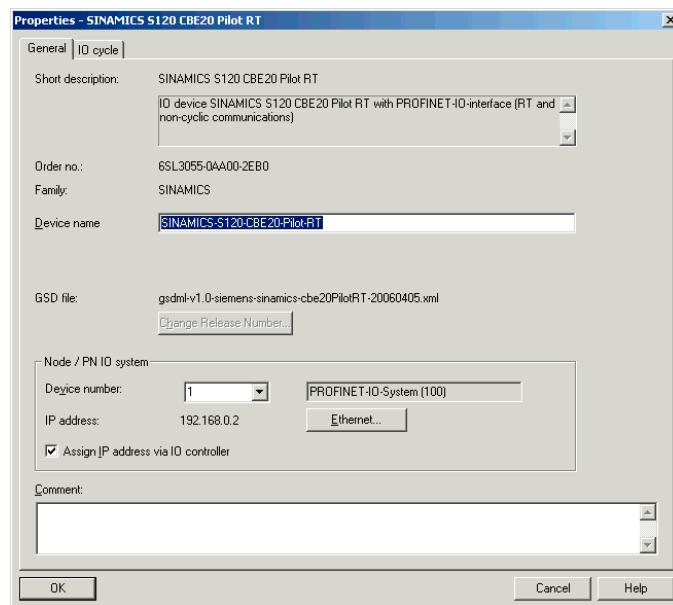 Properties - SINAMICS S120 CBE20 Pilot RT
General IO cycle
Short description: SINAMICS S120 CBE20 Pilot RT
IO device SINAMICS S120 CBE20 Pilot RT with PROFINET-IO-interface (RT and
non-cyclic communications)
Order no.: 6SL3055-0AA00-2EB0
Family: SINAMICS
Device name SINAMICS-S120-CBE20-Pilot-RT
GSD file: gsdml-v1.0-siemens-sinamics-cbe20PilotRT-20060405.xml
Change Release Number...
Node / PN IO system
Device number: 1 PROFINET-IO-System (100)
IP address: 192.168.0.2 Ethernet...
Assign IP address via IO controller
Comment:
OK Cancel Help